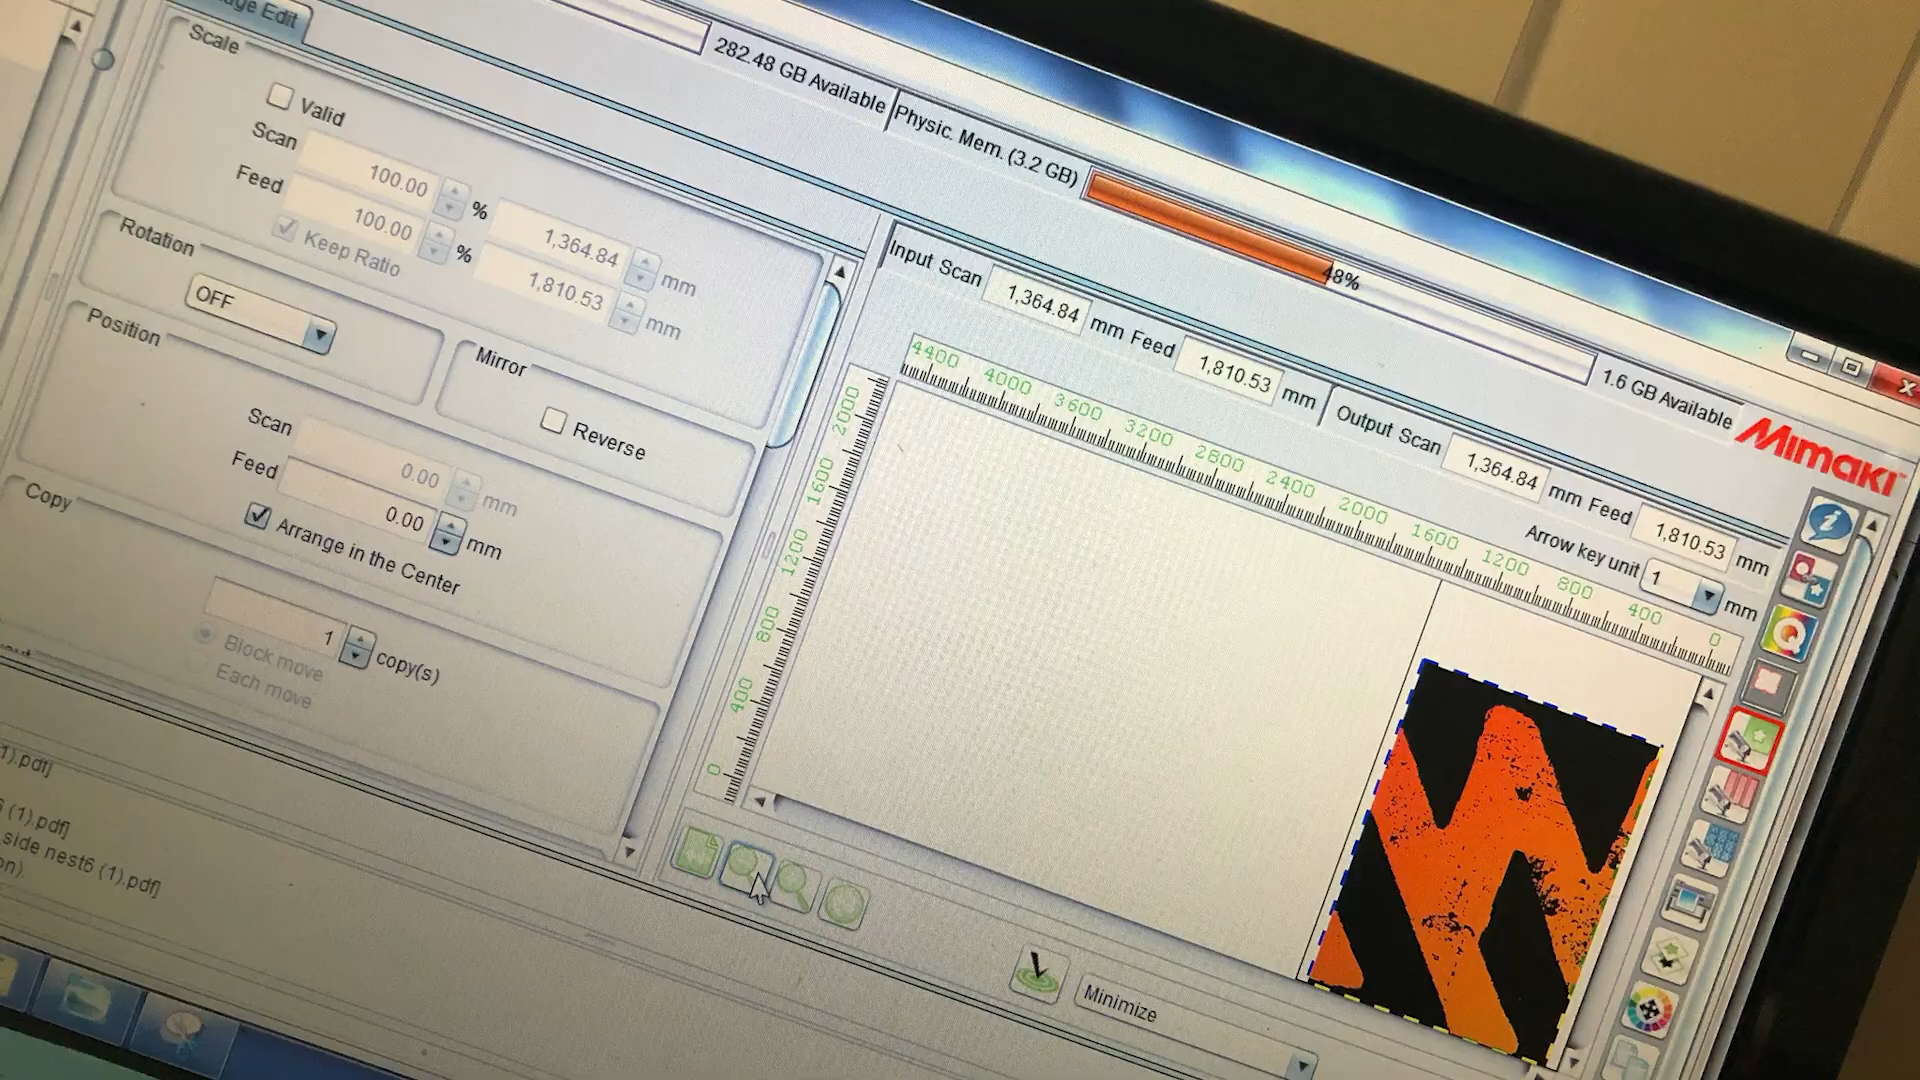 Edit
282.48 GB Available
Physic. Mem. (3.2 GB)
48%
1.6 GB Available
Mimaki
Scale
Valid
Scan
100.00
%
1,364.84
mm
Feed
100.00
%
1,810.53
mm
Keep Ratio
Rotation
OFF
Mirror
Reverse
Position
Scan
0.00
mm
Feed
0.00
mm
Arrange in the Center
Copy
1
copy(s)
Block move
Each move
Input Scan
1,364.84
mm Feed
1,810.53
mm
Output Scan
1,364.84
mm Feed
1,810.53
mm
Arrow key unit
1
mm
4400 4000 3600 3200 2800 2400 2000 1600 1200 800 400 0
2000
1600
1200
800
400
0
1).pdf]
(1).pdf]
side nest6 (1).pdf]
Minimize